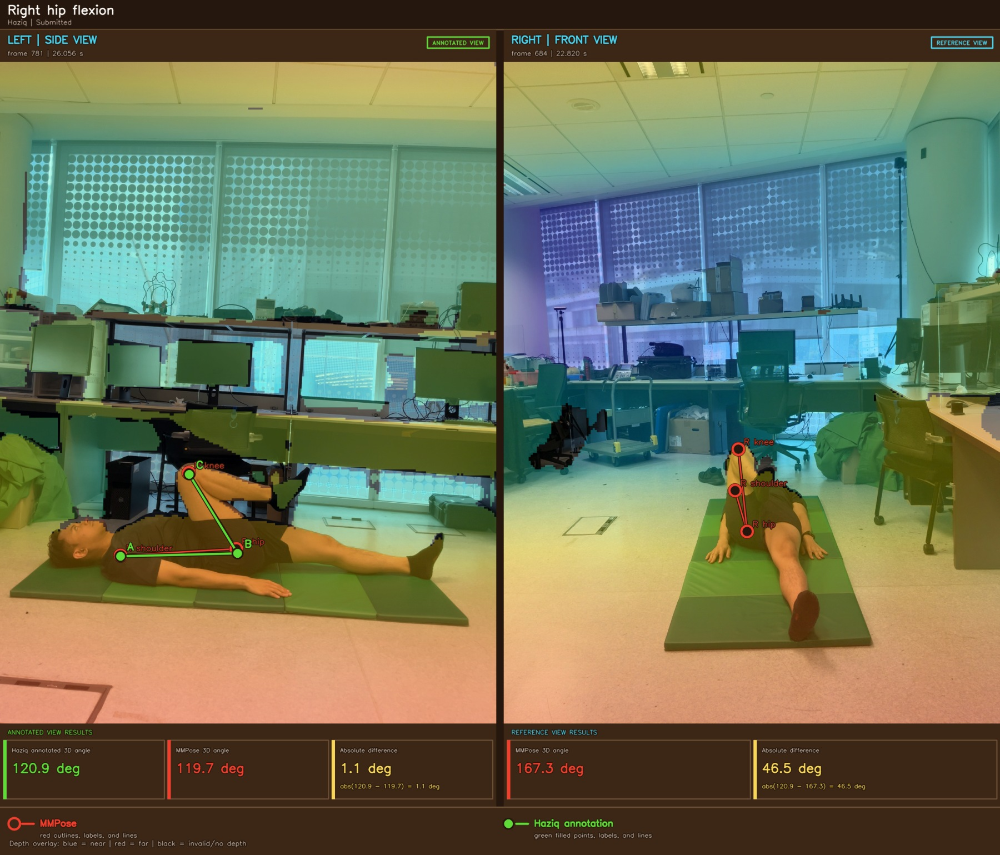 Right hip flexion
Haziq | Submitted
LEFT | SIDE VIEW
ANNOTATED VIEW
frame 781 | 26.056 s
RIGHT | FRONT VIEW
REFERENCE VIEW
frame 684 | 22.820 s
C knee
A shoulder
B hip
R knee
R shoulder
R hip
ANNOTATED VIEW RESULTS
Haziq annotated 3D angle
120.9 deg
MMPose 3D angle
119.7 deg
Absolute difference
1.1 deg
abs(120.9 - 119.7) = 1.1 deg
REFERENCE VIEW RESULTS
MMPose 3D angle
167.3 deg
Absolute difference
46.5 deg
abs(120.9 - 167.3) = 46.5 deg
MMPose
red outlines, labels, and lines
Depth overlay: blue = near | red = far | black = invalid/no depth
Haziq annotation
green filled points, labels, and lines